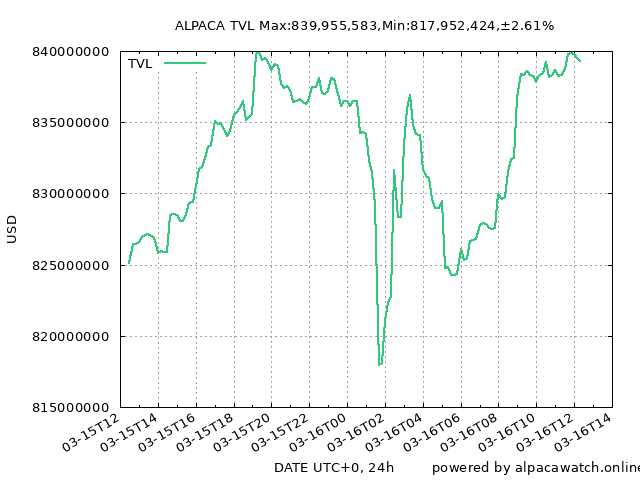 ALPACA TVL Max:839,955,583,Min:817,952,424,±2.61%
TVL
840000000
835000000
830000000
825000000
820000000
815000000
USD
03-15T12
03-15T14
03-15T16
03-15T18
03-15T20
03-15T22
03-16T00
03-16T02
03-16T04
03-16T06
03-16T08
03-16T10
03-16T12
03-16T14
DATE UTC+0, 24h
powered by alpacawatch.online